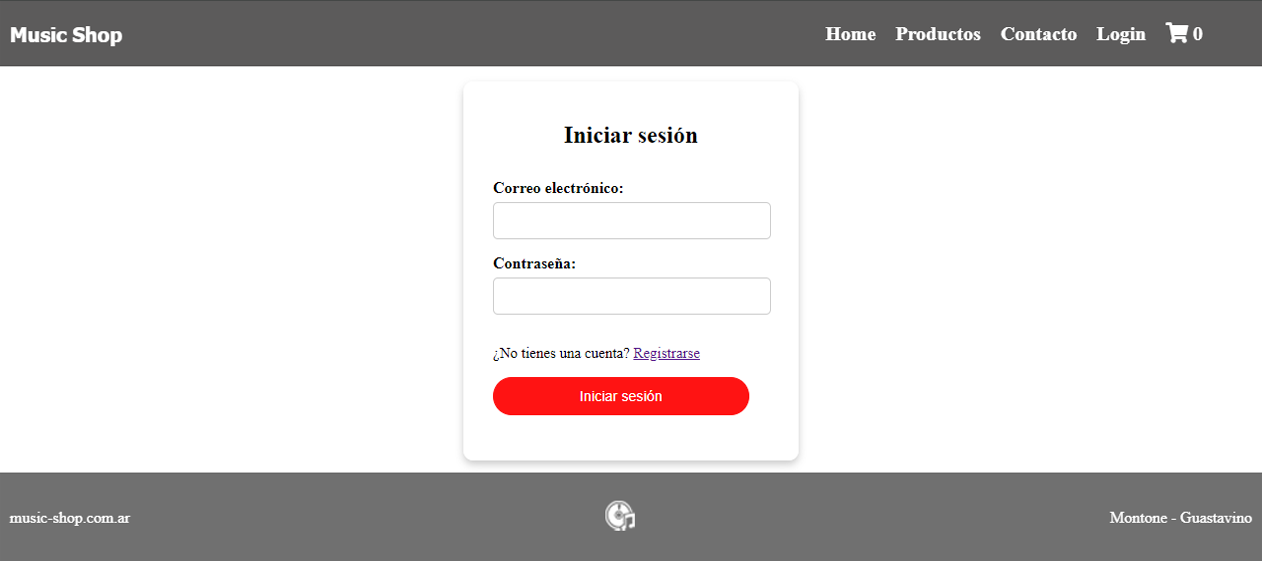 Music Shop
Home Productos Contacto Login 0
Iniciar sesión
Correo electrónico:
Contraseña:
¿No tienes una cuenta? Registrarse
Iniciar sesión
music-shop.com.ar
Montone - Guastavino